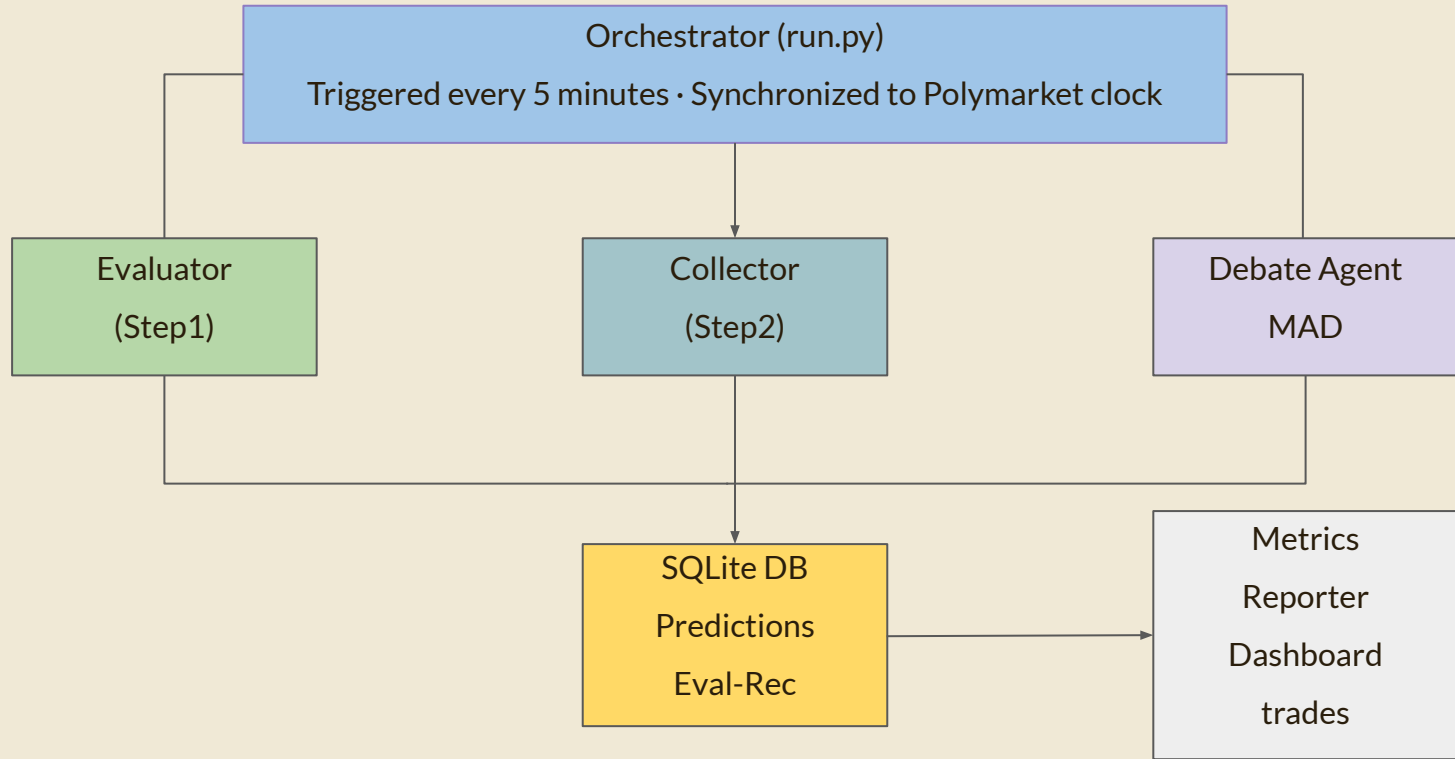 Orchestrator (run.py)
Triggered every 5 minutes · Synchronized to Polymarket clock
Evaluator
(Step1)
Collector
(Step2)
Debate Agent
MAD
SQLite DB
Predictions
Eval-Rec
Metrics
Reporter
Dashboard
trades